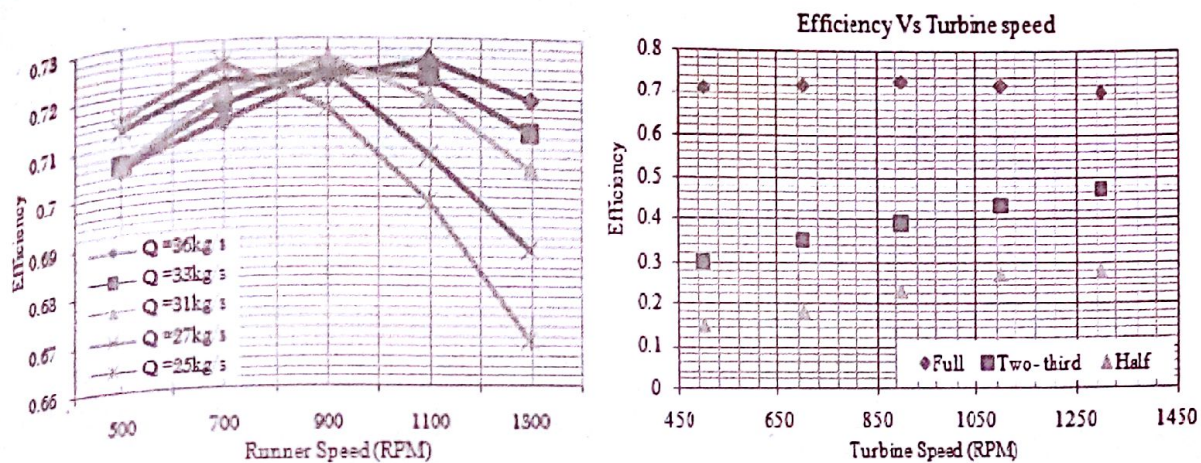 Efficiency
0.73
0.72
0.71
0.7
0.69
0.68
0.67
0.66
Q =36kg s
Q =33kg s
Q =31kg s
Q =27kg s
Q =25kg s
500 700 900 1100 1300
Runner Speed (RPM)
Efficiency Vs Turbine speed
Efficiency
0.8
0.7
0.6
0.5
0.4
0.3
0.2
0.1
0
Full Two-third Half
450 650 850 1050 1250 1450
Turbine Speed (RPM)